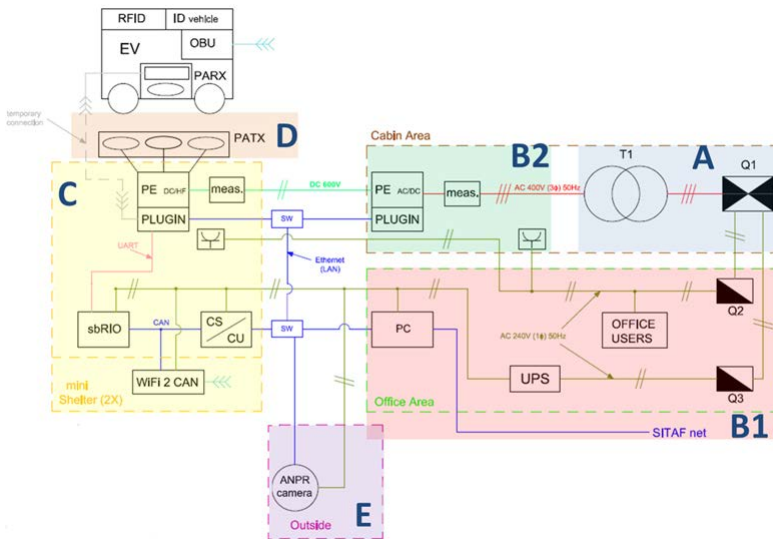 RFID
ID vehicle
EV
OBU
PARX
temporary
connection
PATX
D
Cabin Area
B2
A
T1
Q1
C
PE DC/HF
meas.
DC 600V
PE AC/DC
meas.
AC 400V (3ϕ) 50Hz
PLUGIN
SW
PLUGIN
UART
Ethernet
(LAN)
sbRIO
CAN
CS
CU
SW
PC
AC 240V (1ϕ) 50Hz
OFFICE
USERS
Q2
mini
Shelter (2X)
WiFi 2 CAN
UPS
Q3
Office Area
B1
SITAF net
ANPR
camera
E
Outside